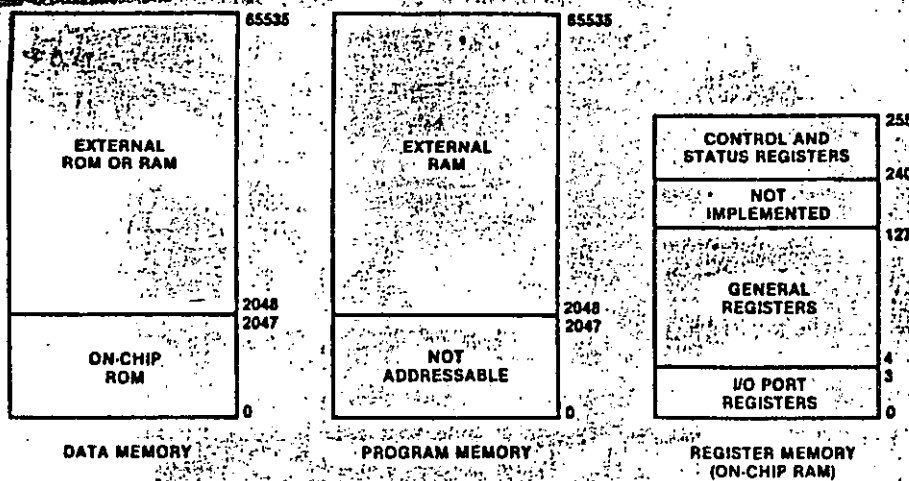 65535
EXTERNAL
ROM OR RAM
2048
2047
ON-CHIP
ROM
0
DATA MEMORY
65535
EXTERNAL
RAM
2048
2047
NOT
ADDRESSABLE
0
PROGRAM MEMORY
255
CONTROL AND
STATUS REGISTERS
240
NOT
IMPLEMENTED
127
GENERAL
REGISTERS
4
3
I/O PORT
REGISTERS
0
REGISTER MEMORY
(ON-CHIP RAM)